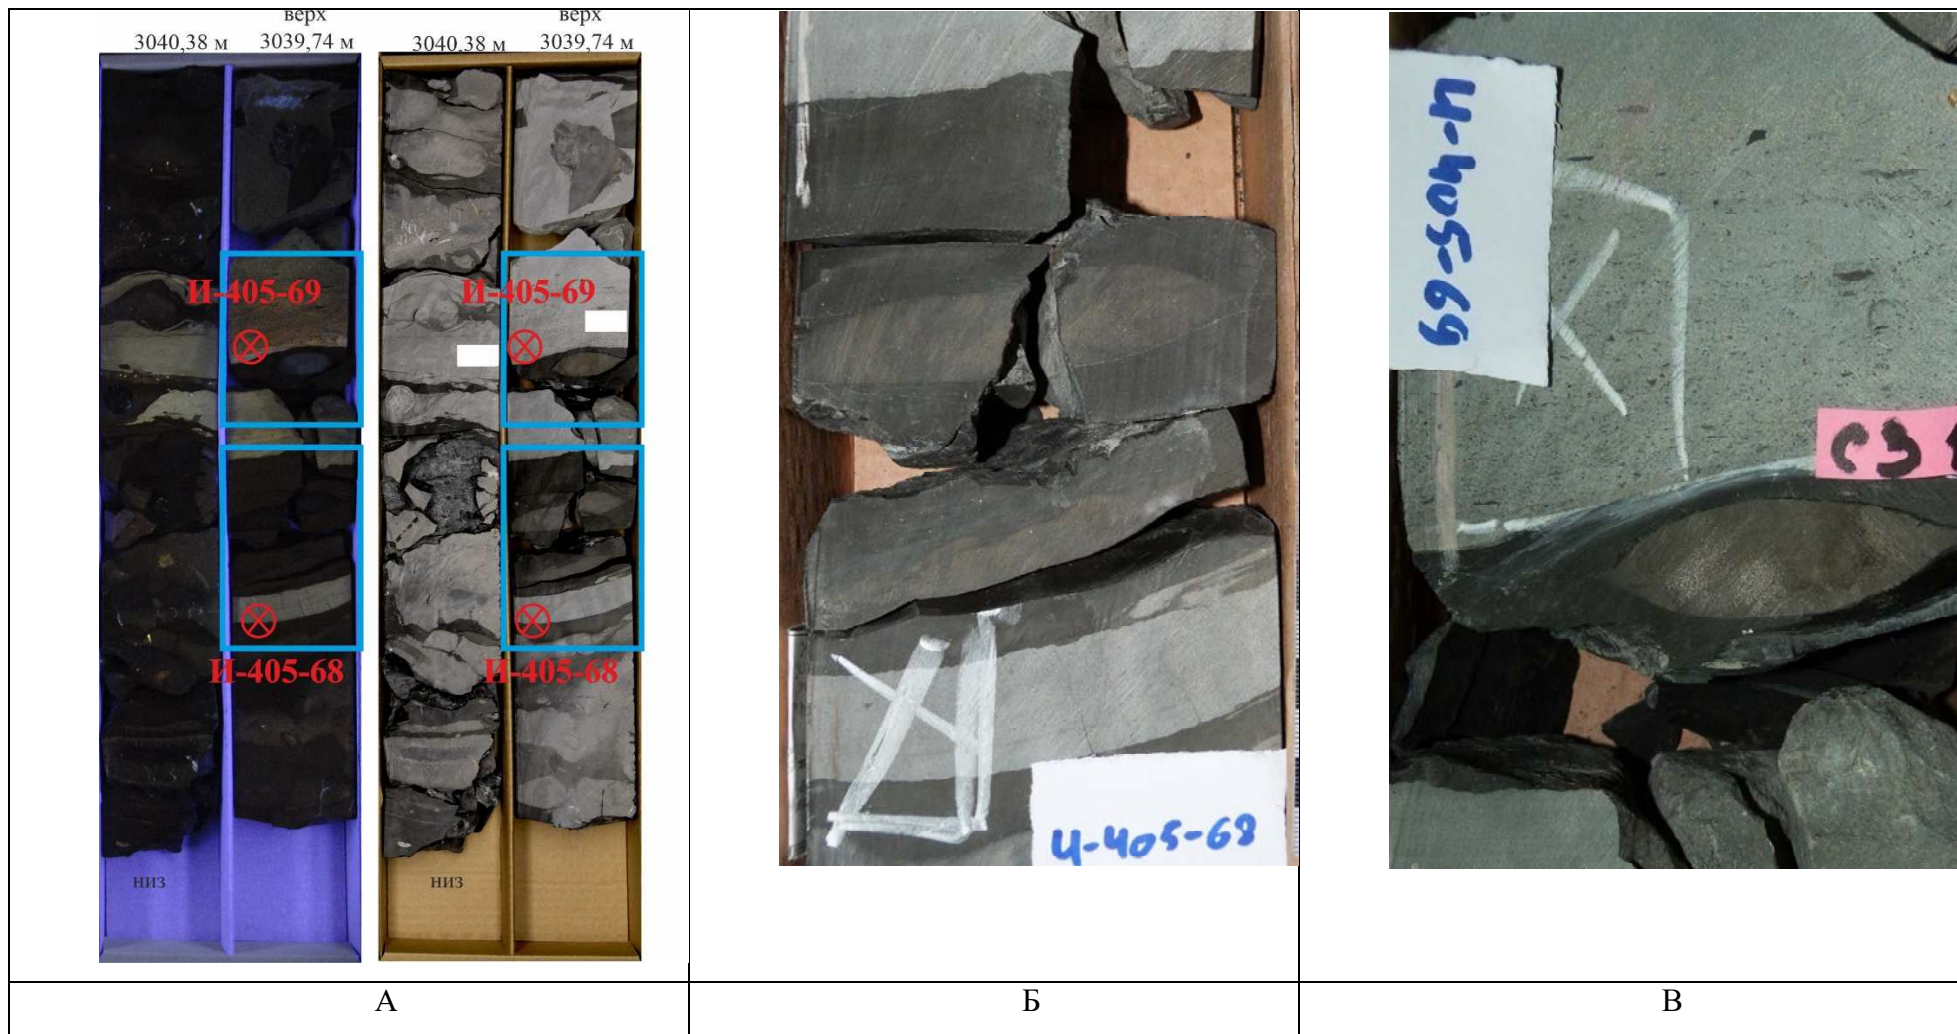 верх
верх
3040,38 м
3039,74 м
3040,38 м
3039,74 м
И-405-69
И-405-69
И-405-68
И-405-68
низ
низ
И-405-68
И-405-69
С3
А
Б
В